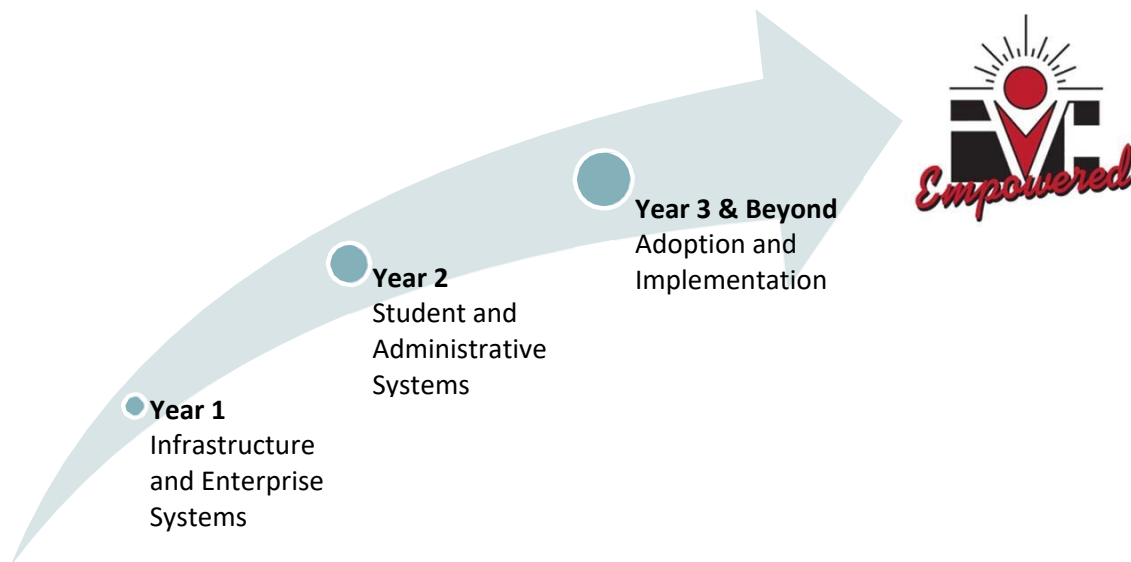 Year 1
Infrastructure
and Enterprise
Systems
Year 2
Student and
Administrative
Systems
Year 3 & Beyond
Adoption and
Implementation
IVC
Empowered